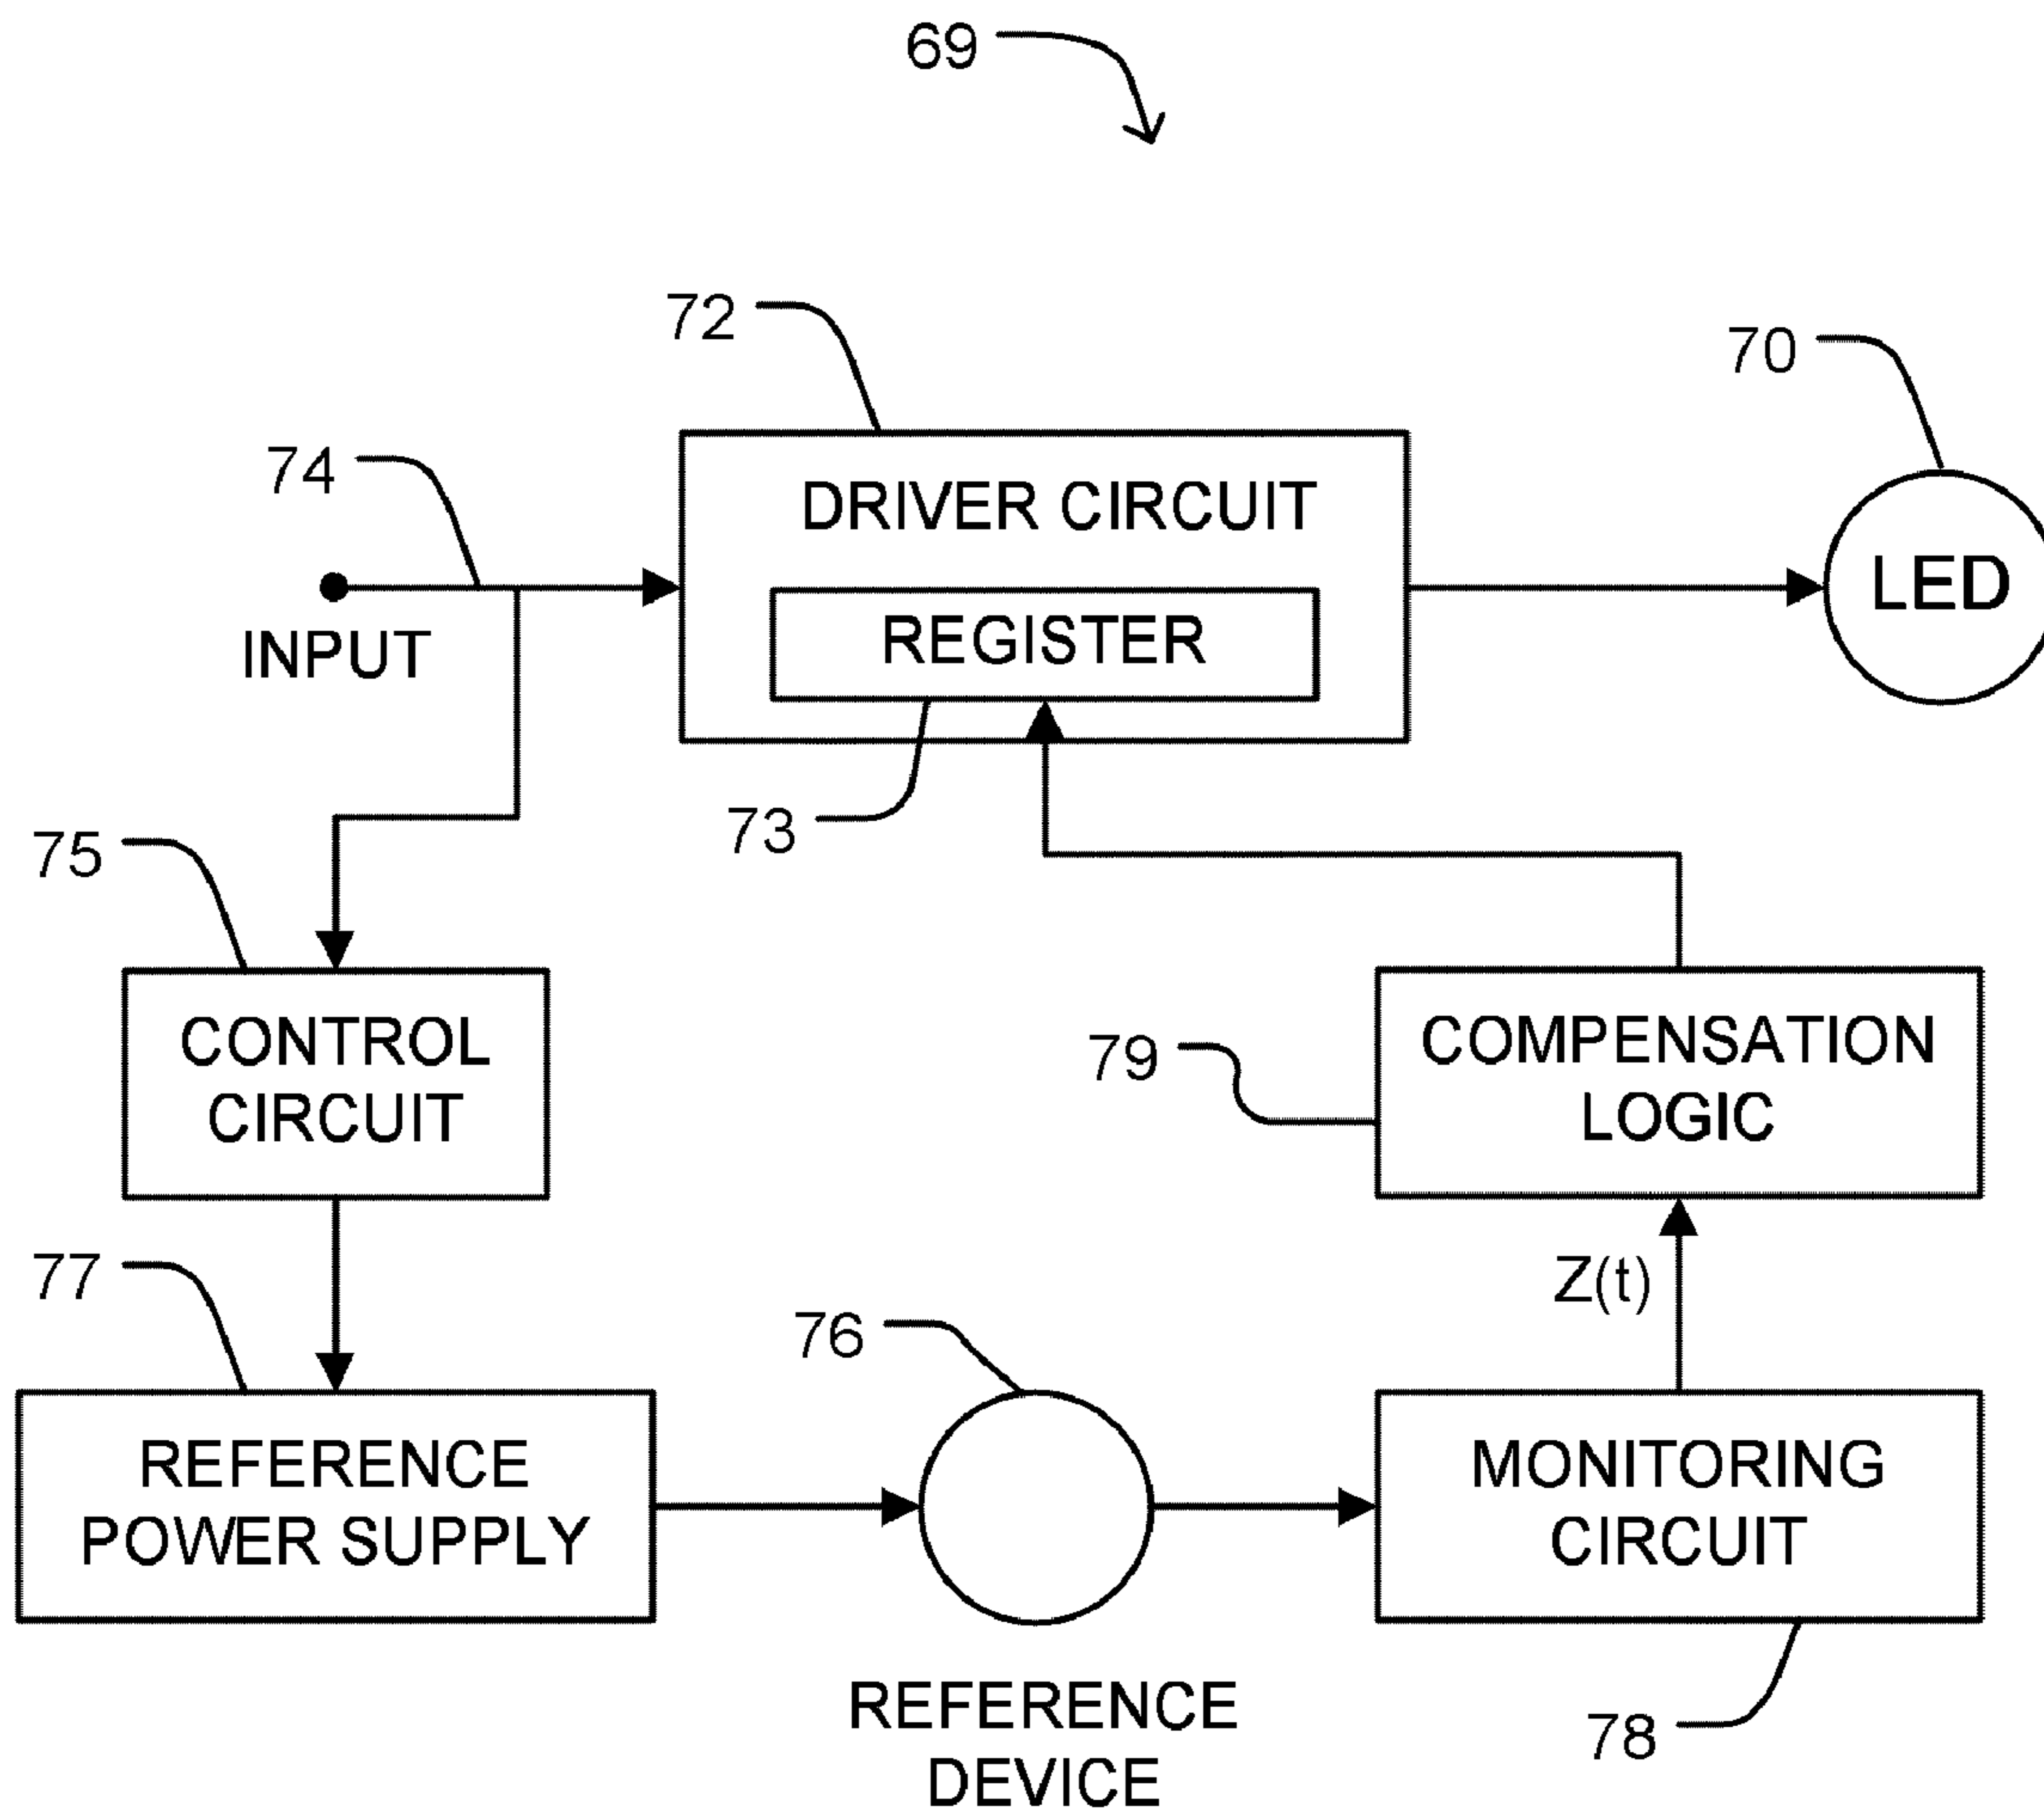 69
72
70
74
DRIVER CIRCUIT
LED
REGISTER
INPUT
73
75
CONTROL
CIRCUIT
79
COMPENSATION
LOGIC
77
76
Z(t)
REFERENCE
POWER SUPPLY
MONITORING
CIRCUIT
REFERENCE
DEVICE
78